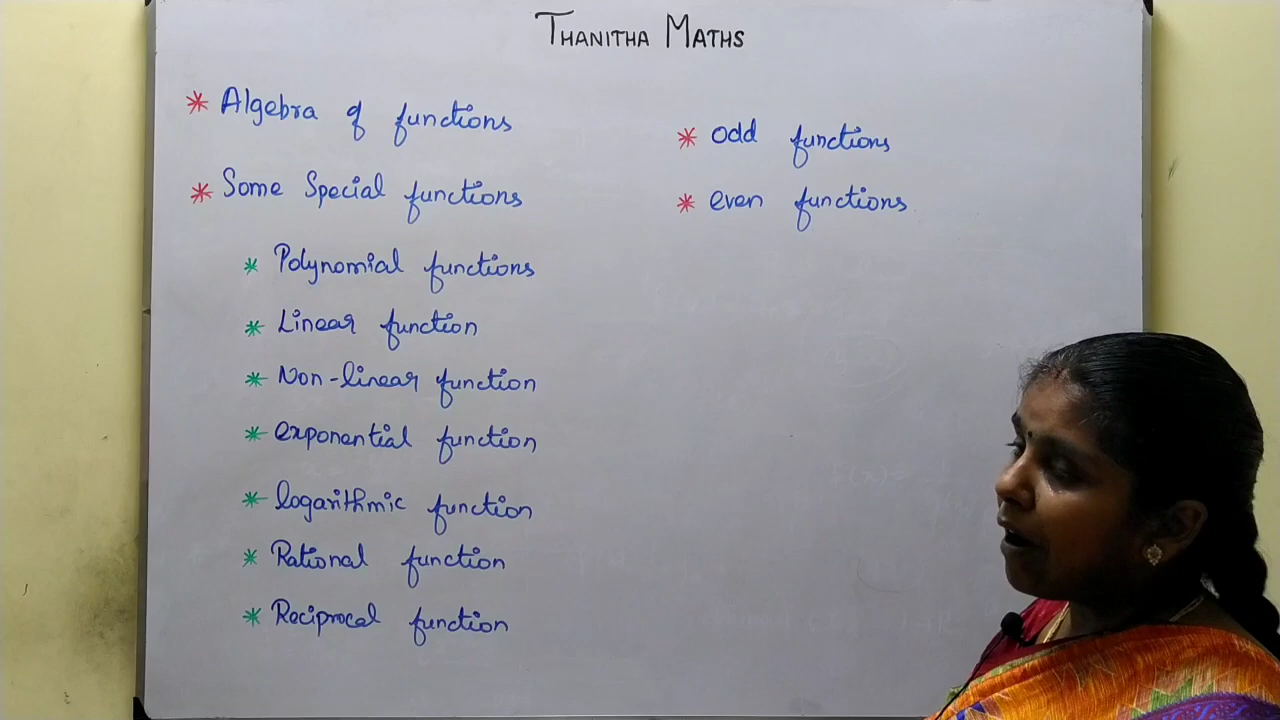 THANITHA MATHS
* Algebra of functions
* Some Special functions
* Polynomial functions
* Linear function
* Non-linear function
* exponential function
* logarithmic function
* Rational function
* Reciprocal function
* odd functions
* even functions